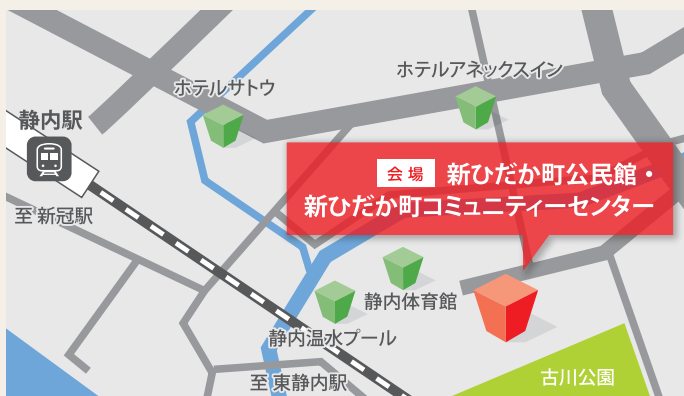 ホテルサトウ
ホテルアネックスイン
静内駅
会場 新ひだか町公民館・
新ひだか町コミュニティーセンター
至 新冠駅
静内体育館
静内温水プール
至 東静内駅
古川公園